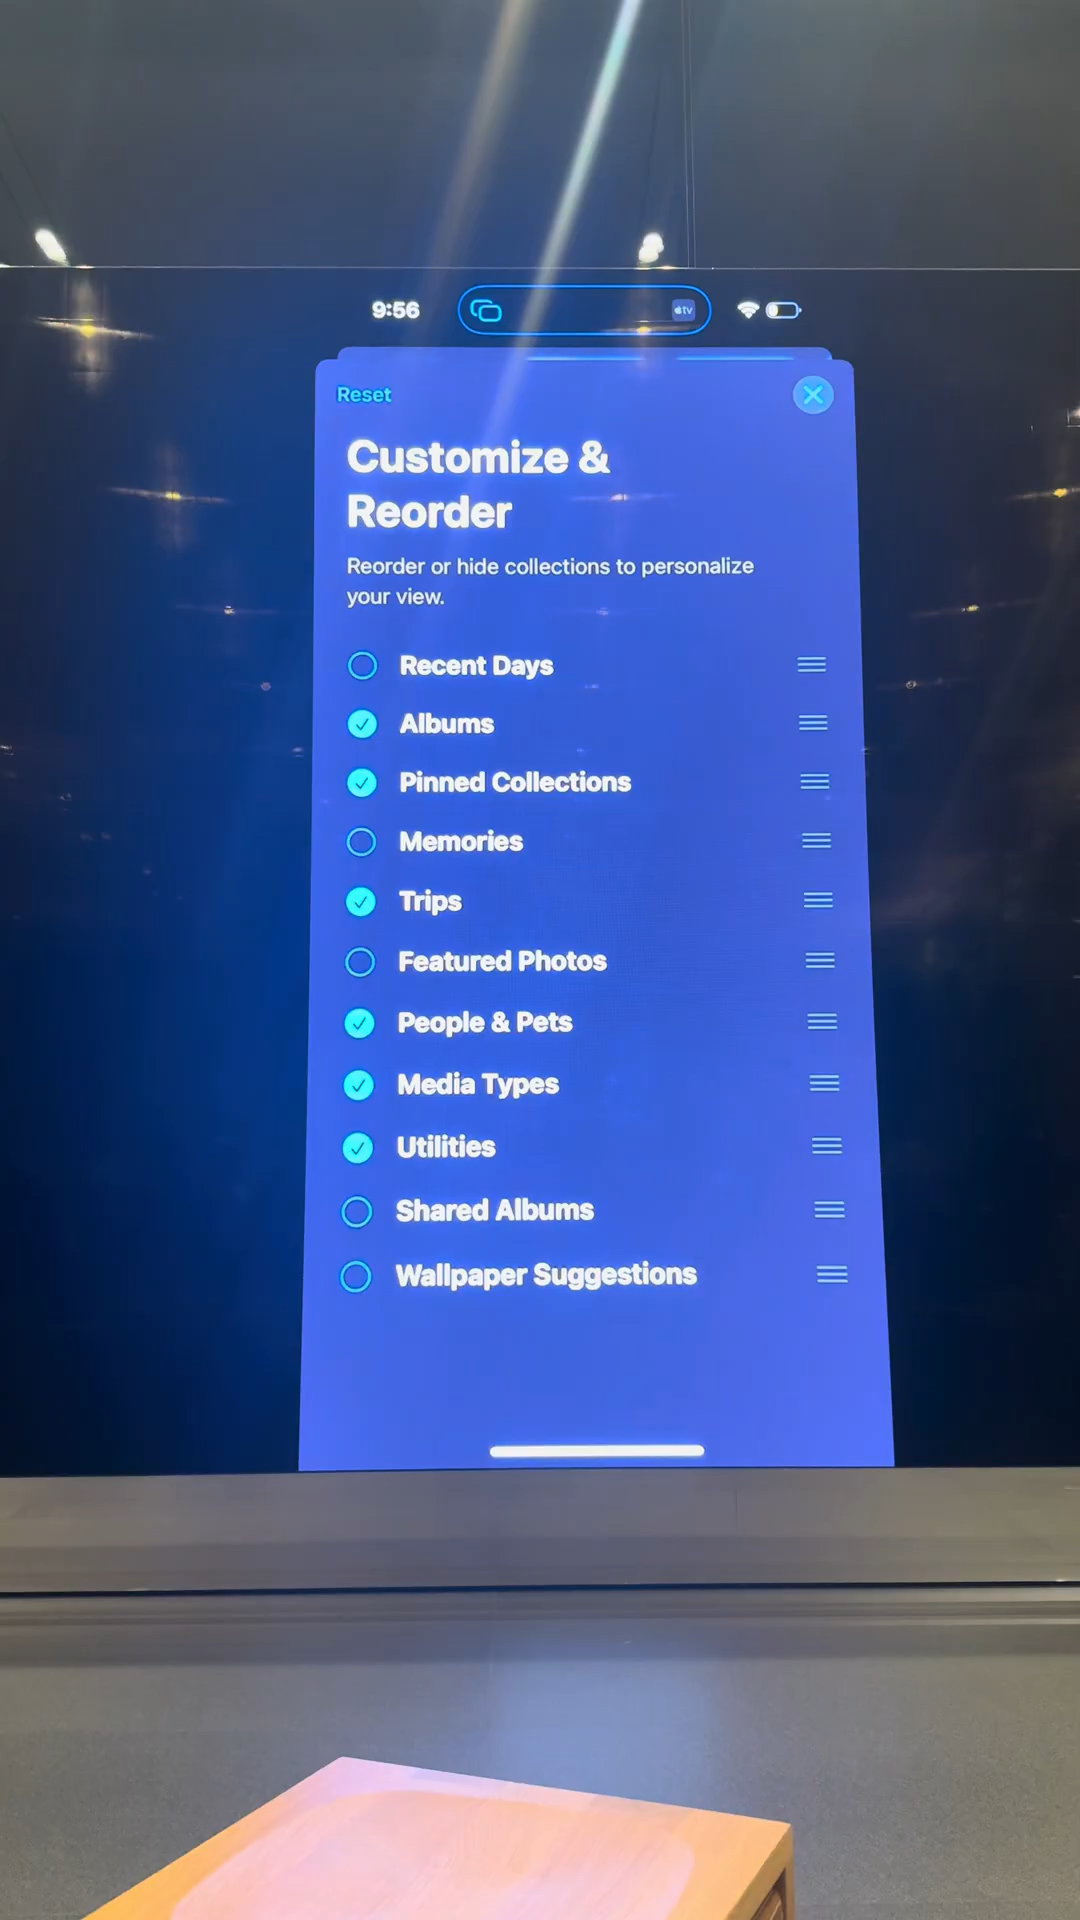 9:56
tv
Reset
Customize &
Reorder
Reorder or hide collections to personalize
your view.
Recent Days
Albums
Pinned Collections
Memories
Trips
Featured Photos
People & Pets
Media Types
Utilities
Shared Albums
Wallpaper Suggestions